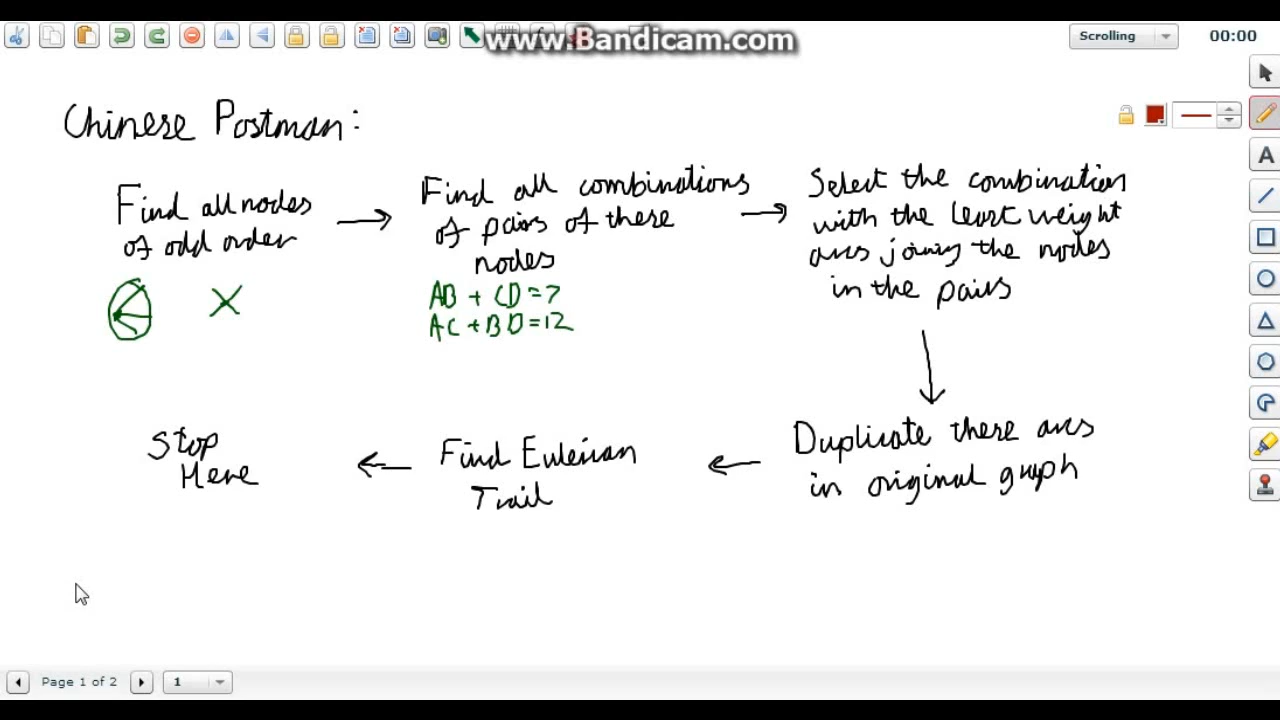 www.Bandicam.com
Scrolling
00:00
Chinese Postman:
Find all nodes
of odd order
Find all combinations
of pairs of these
nodes
AB + CD = 7
AC + BD = 12
Select the combination
with the least weight
arcs joining the nodes
in the pairs
Duplicate these arcs
in original graph
Find Eulerian
Trail
Stop
Here
A
Page 1 of 2
1